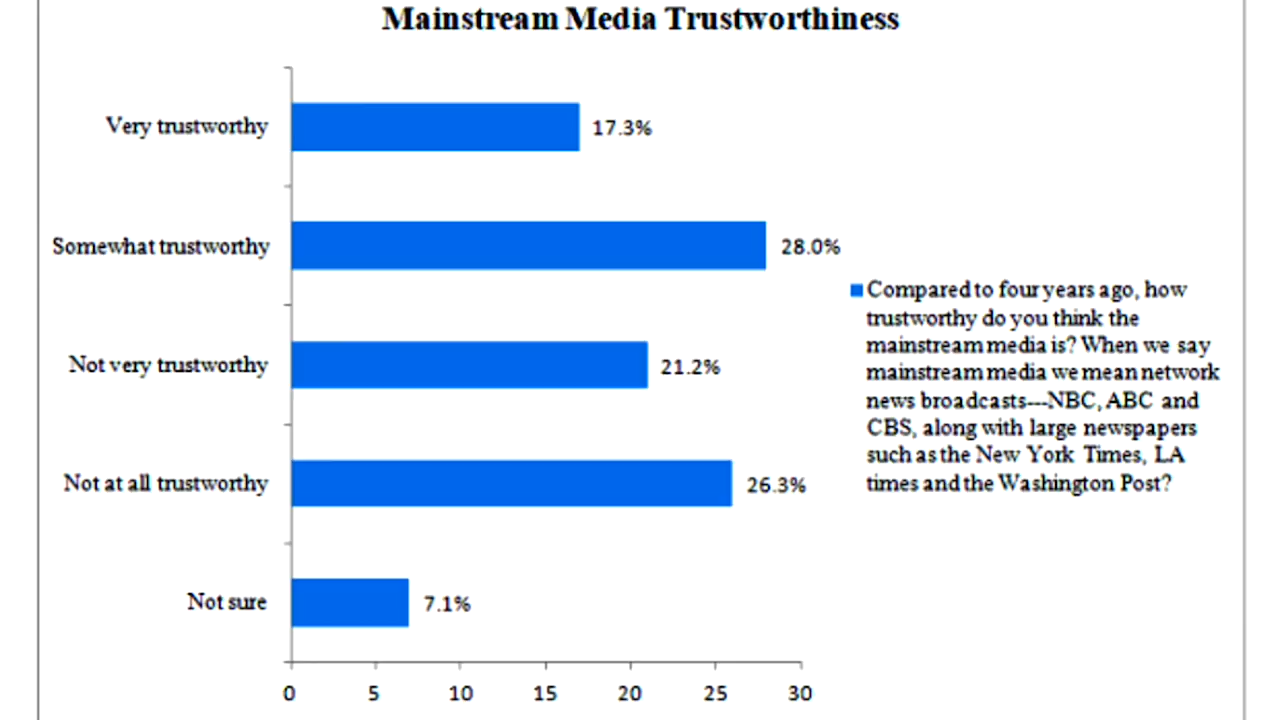 Mainstream Media Trustworthiness
Very trustworthy
17.3%
Somewhat trustworthy
28.0%
Not very trustworthy
21.2%
Not at all trustworthy
26.3%
Not sure
7.1%
0 5 10 15 20 25 30
Compared to four years ago, how
trustworthy do you think the
mainstream media is? When we say
mainstream media we mean network
news broadcasts---NBC, ABC and
CBS, along with large newspapers
such as the New York Times, LA
times and the Washington Post?